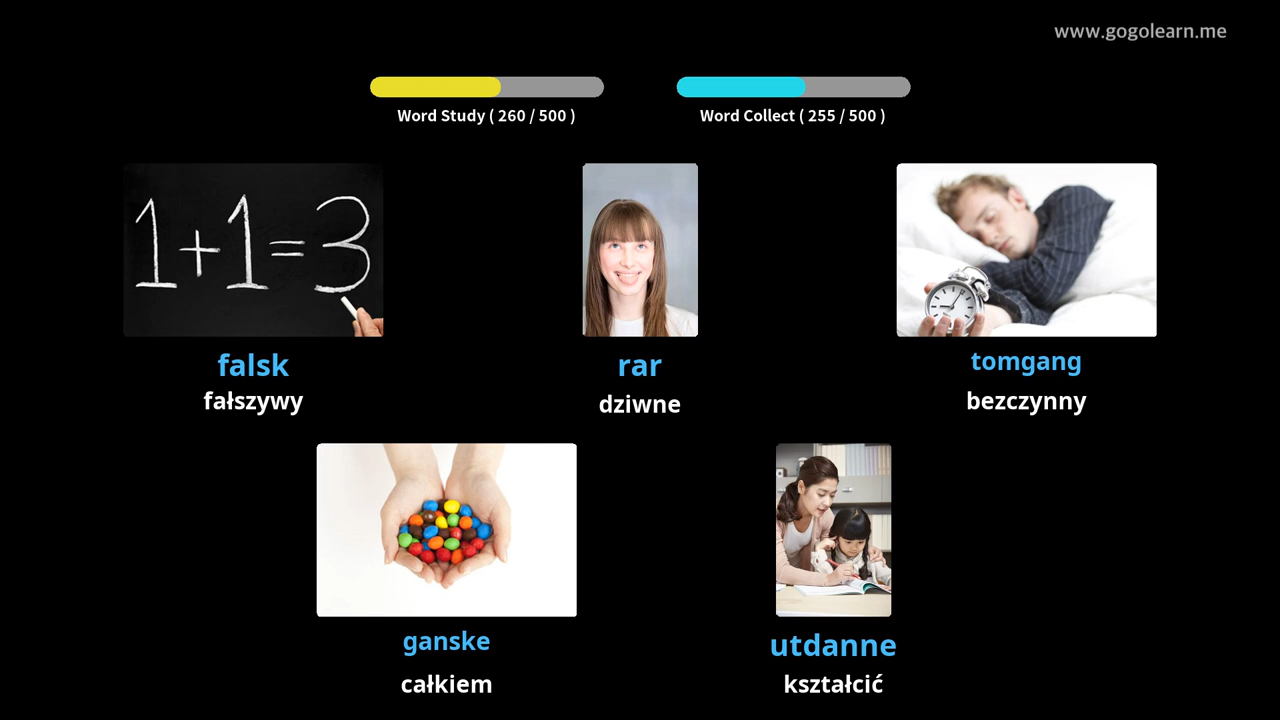 www.gogolearn.me
Word Study ( 260 / 500 )
Word Collect ( 255 / 500 )
1+1=3
falsk
fałszywy
rar
dziwne
tomgang
bezczynny
ganske
całkiem
utdanne
kształcić